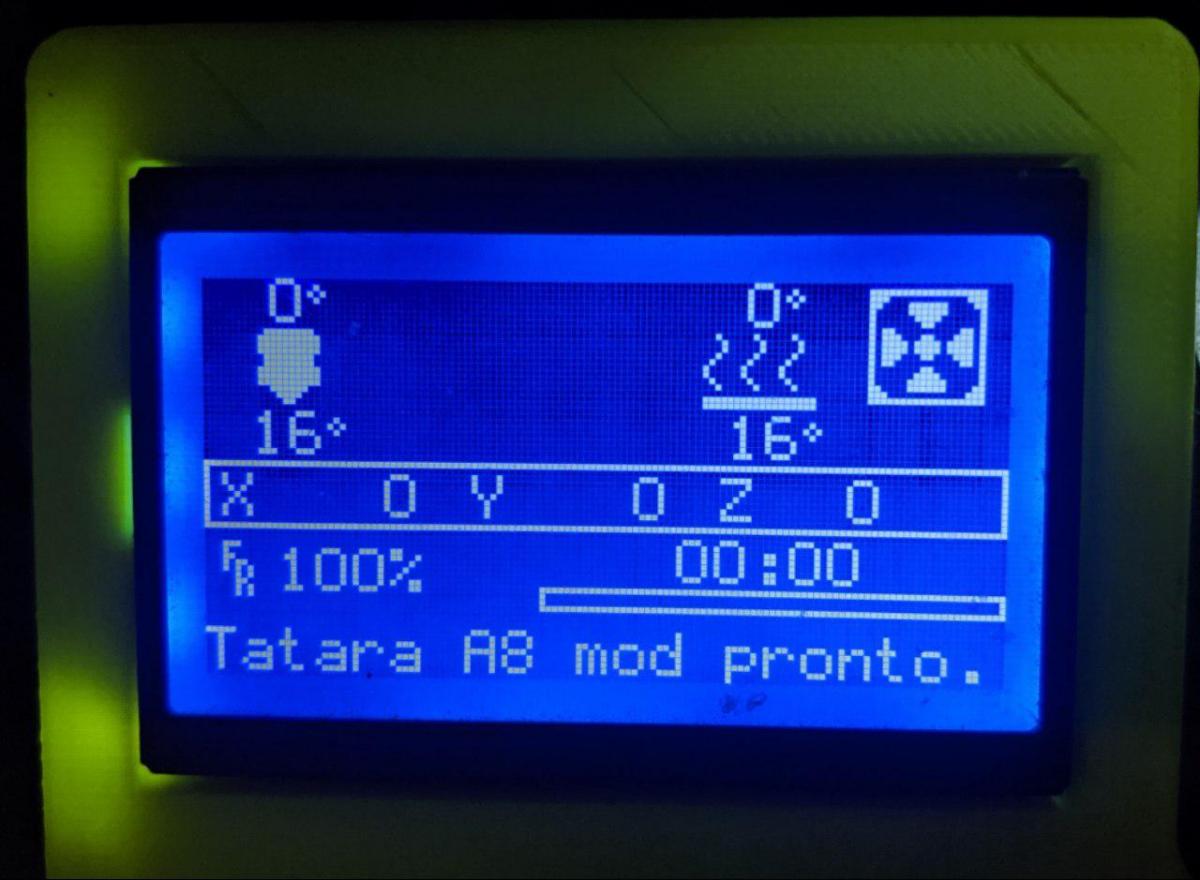 0° 0°
16° 16°
X 0 Y 0 Z 0
FR 100% 00:00
Tatara A8 mod pronto.